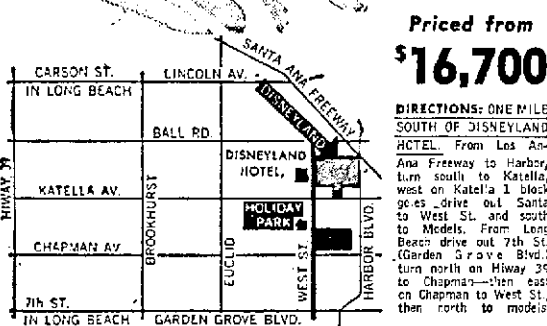 Priced from
$16,700
DIRECTIONS: ONE MILE
SOUTH OF DISNEYLAND
HOTEL. From Los An-
Ana Freeway to Harbor,
turn south to Katella,
west on Katella 1 block
goes drive out Santa
to West St. and south
to Models. From Long
Beach drive out 7th St.
(Garden Grove Blvd.)
turn north on Hiway 39
to Chapman—then east
on Chapman to West St.,
then north to models
SANTA ANA FREEWAY
CARSON ST.
IN LONG BEACH
LINCOLN AV.
DISNEYLAND
BALL RD.
DISNEYLAND
HOTEL,
HIWAY 39
KATELLA AV.
BROOKHURST
HOLIDAY
PARK
EUCLID
WEST ST.
HARBOR BLVD.
CHAPMAN AV
7th ST.
IN LONG BEACH
GARDEN GROVE BLVD.